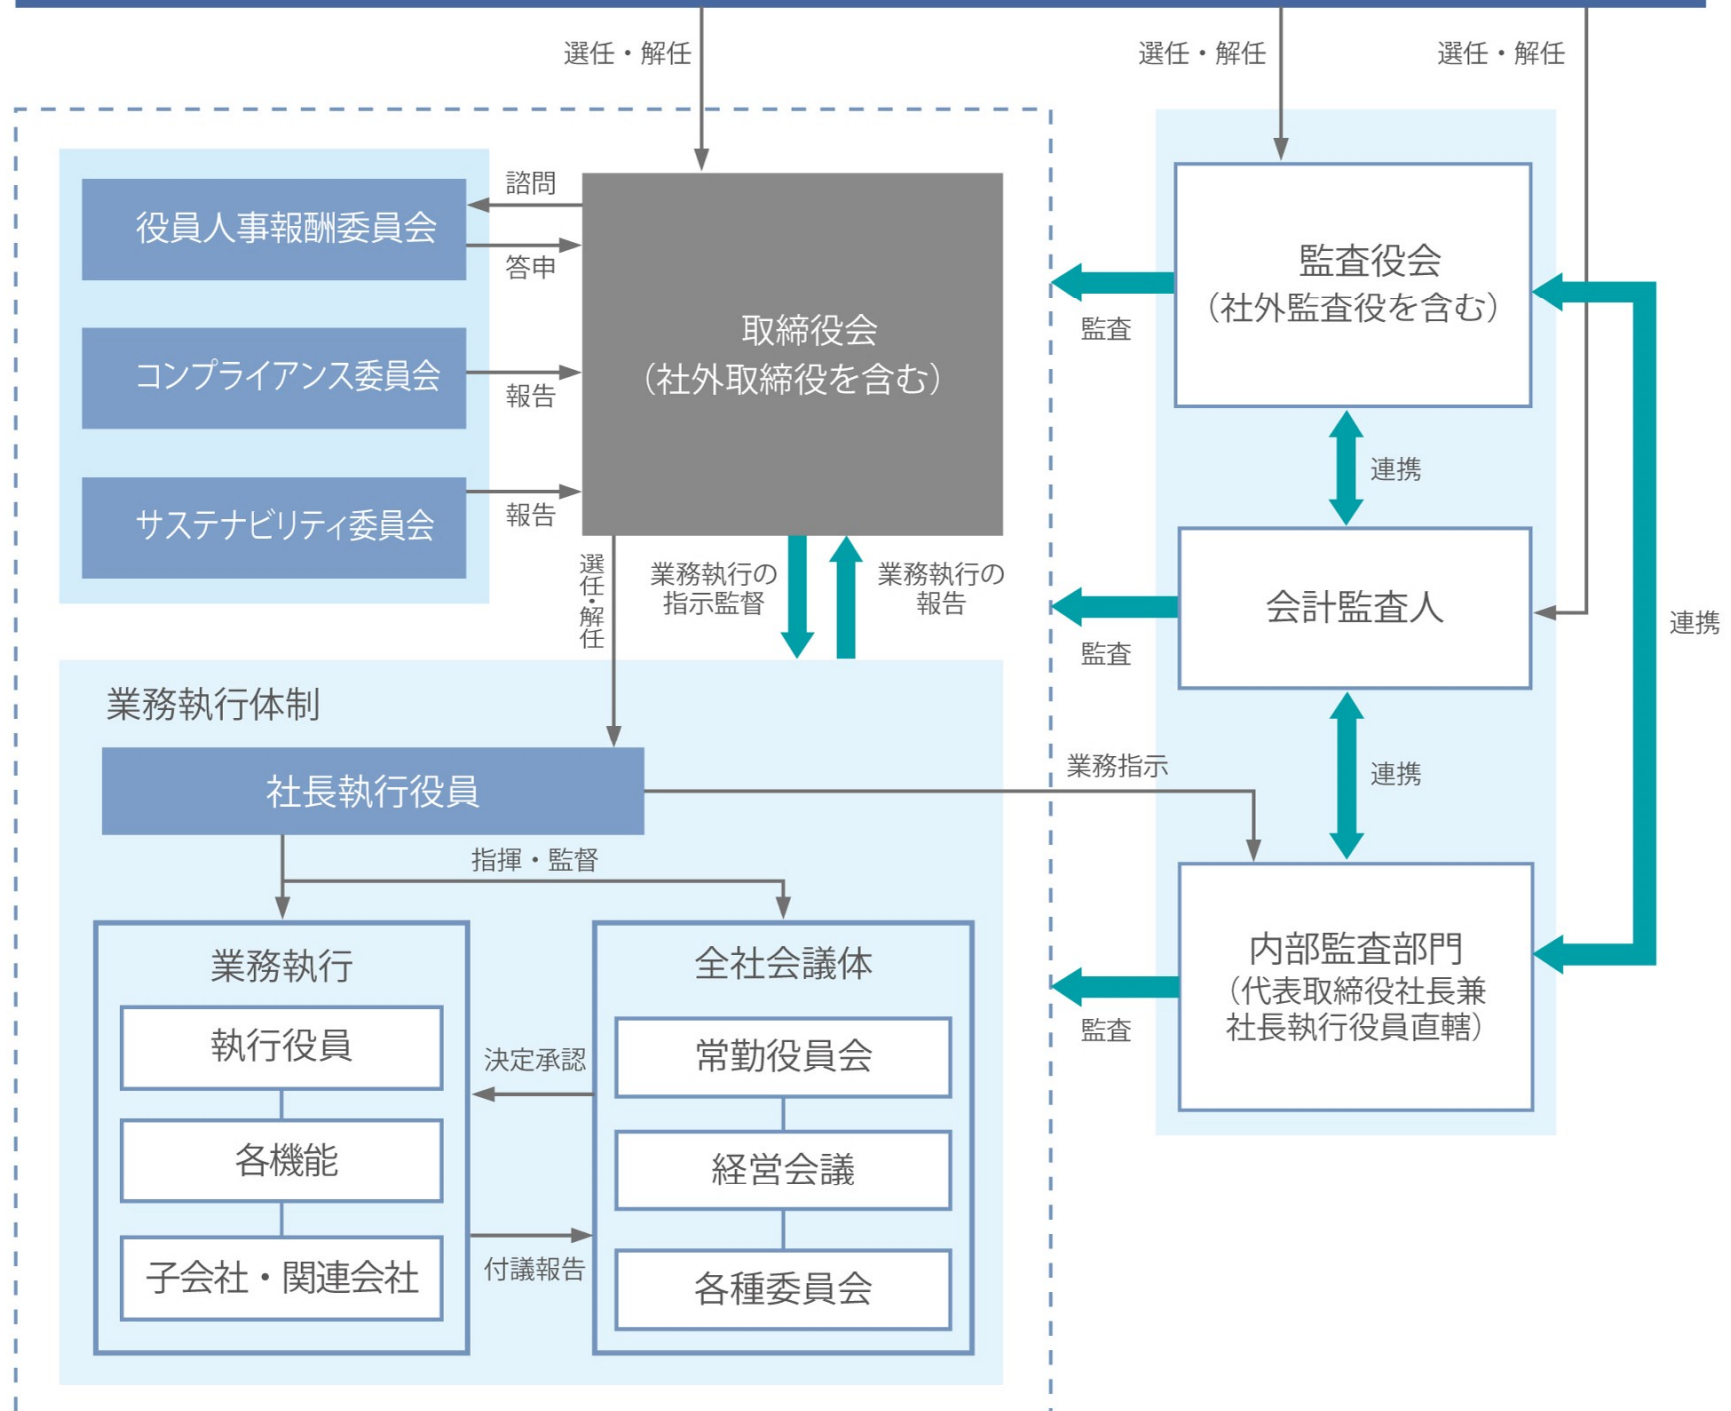 選任・解任
選任・解任
選任・解任
役員人事報酬委員会
諮問
答申
コンプライアンス委員会
報告
サステナビリティ委員会
報告
取締役会
（社外取締役を含む）
監査役会
（社外監査役を含む）
監査
連携
会計監査人
監査
連携
連携
選任・解任
業務執行の
指示監督
業務執行の
報告
業務執行体制
社長執行役員
業務指示
指揮・監督
業務執行
執行役員
各機能
子会社・関連会社
決定承認
付議報告
全社会議体
常勤役員会
経営会議
各種委員会
内部監査部門
（代表取締役社長兼
社長執行役員直轄）
監査